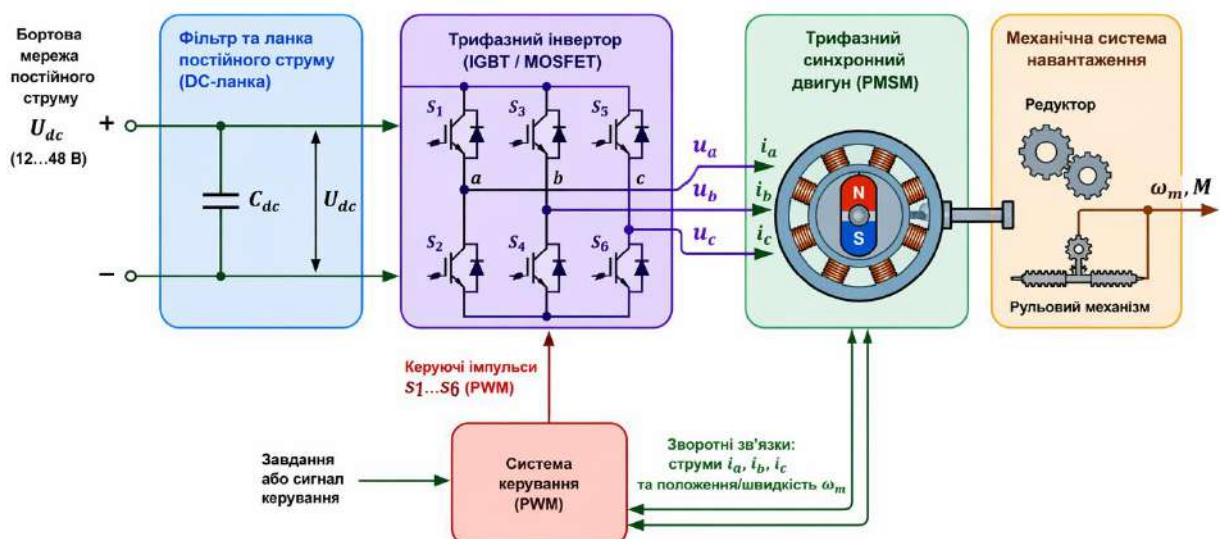 Бортова
мережа
постійного
струму
U_dc
(12...48 В)
+
−
Фільтр та ланка
постійного струму
(DC-ланка)
C_dc
U_dc
Трифазний інвертор
(IGBT / MOSFET)
S₁
S₃
S₅
a
b
c
S₂
S₄
S₆
u_a
u_b
u_c
Трифазний
синхронний
двигун (PMSM)
i_a
i_b
i_c
N
S
Механічна система
навантаження
Редуктор
ω_m, M
Рульовий механізм
Керуючі імпульси
S1...S6 (PWM)
Завдання
або сигнал
керування
Система
керування
(PWM)
Зворотні зв'язки:
струми i_a, i_b, i_c
та положення/швидкість ω_m